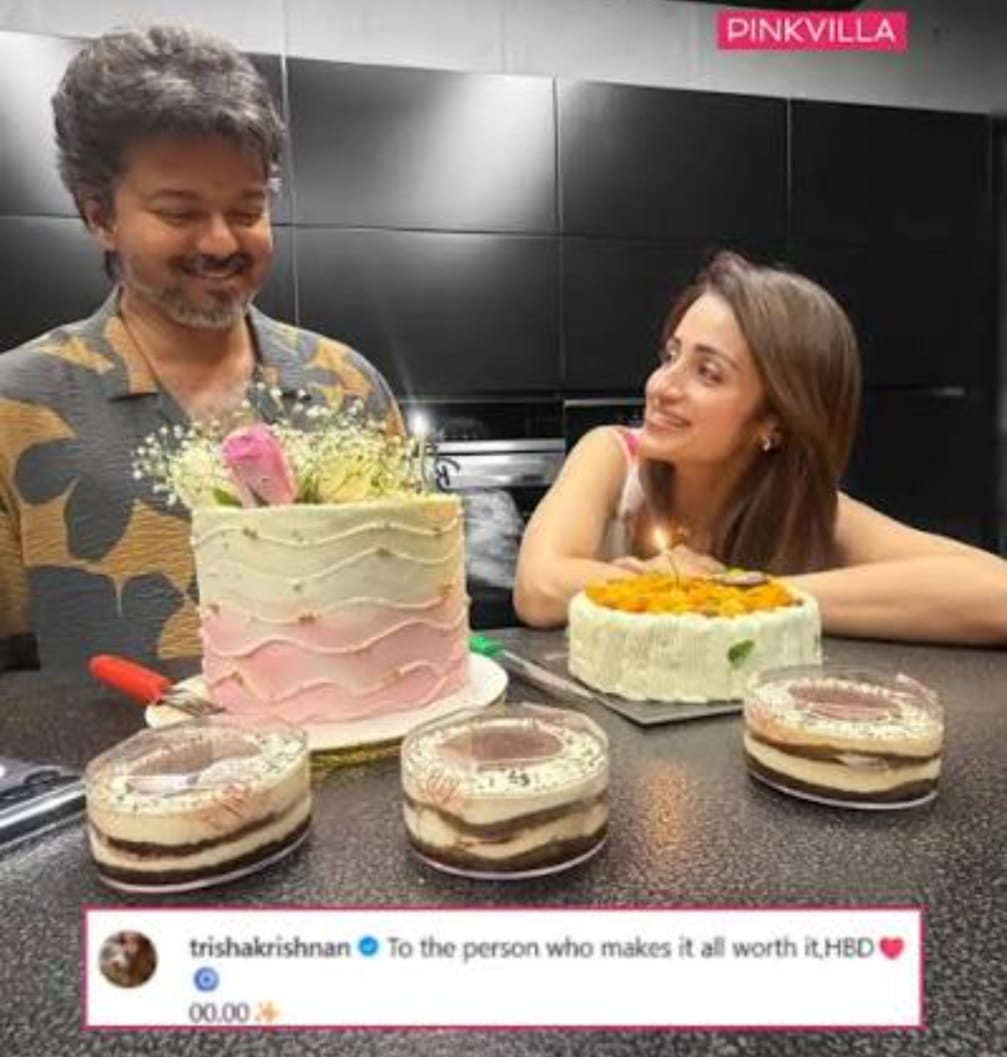 PINKVILLA
trishakrishnan To the person who makes it all worth it,HBD❤️
🧿
00.00 ✨